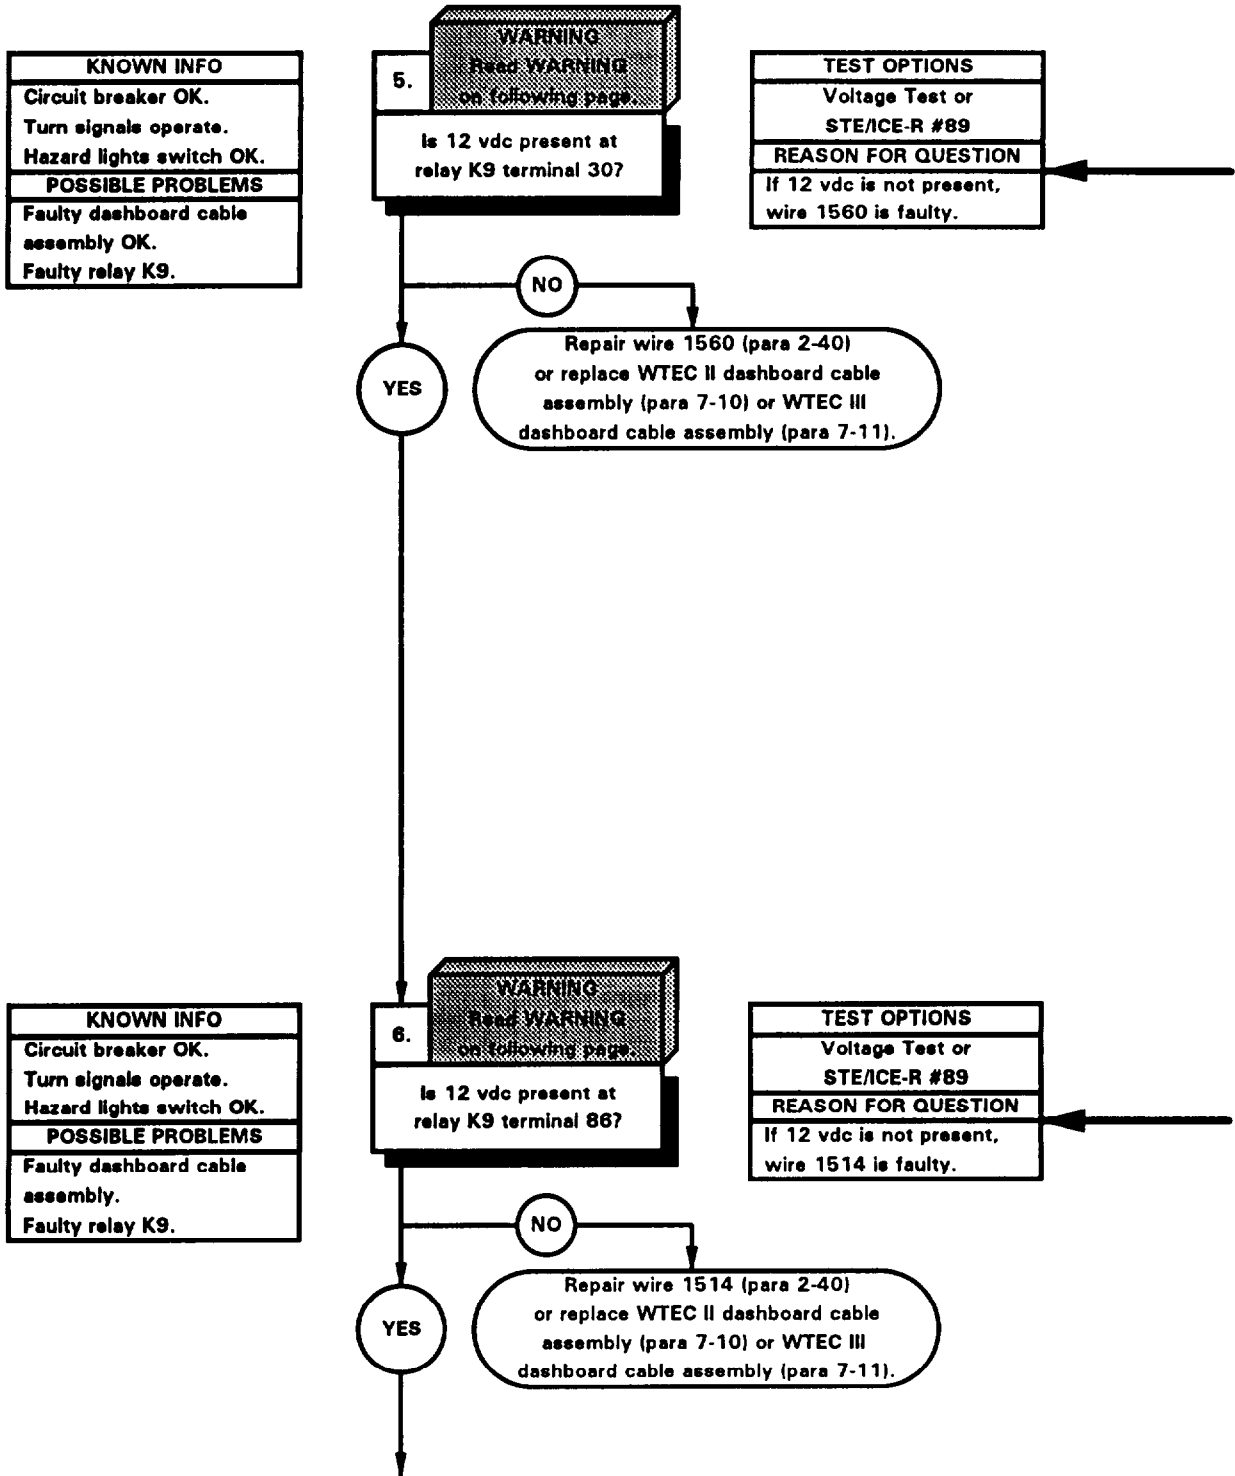 KNOWN INFO
Circuit breaker OK.
Turn signals operate.
Hazard lights switch OK.
POSSIBLE PROBLEMS
Faulty dashboard cable
assembly OK.
Faulty relay K9.
5.
WARNING
Read WARNING
on following page.
Is 12 vdc present at
relay K9 terminal 30?
TEST OPTIONS
Voltage Test or
STE/ICE-R #89
REASON FOR QUESTION
If 12 vdc is not present,
wire 1560 is faulty.
NO
YES
Repair wire 1560 (para 2-40)
or replace WTEC II dashboard cable
assembly (para 7-10) or WTEC III
dashboard cable assembly (para 7-11).
KNOWN INFO
Circuit breaker OK.
Turn signals operate.
Hazard lights switch OK.
POSSIBLE PROBLEMS
Faulty dashboard cable
assembly.
Faulty relay K9.
6.
WARNING
Read WARNING
on following page.
Is 12 vdc present at
relay K9 terminal 86?
TEST OPTIONS
Voltage Test or
STE/ICE-R #89
REASON FOR QUESTION
If 12 vdc is not present,
wire 1514 is faulty.
NO
YES
Repair wire 1514 (para 2-40)
or replace WTEC II dashboard cable
assembly (para 7-10) or WTEC III
dashboard cable assembly (para 7-11).